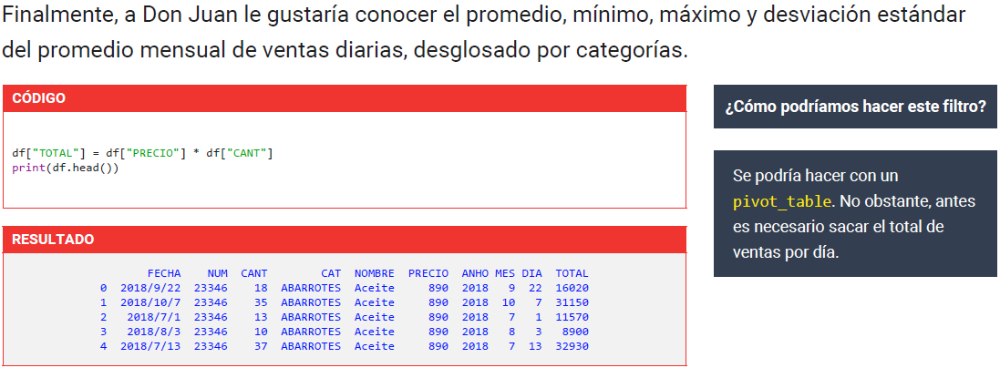 Finalmente, a Don Juan le gustaría conocer el promedio, mínimo, máximo y desviación estándar
del promedio mensual de ventas diarias, desglosado por categorías.
CÓDIGO
df["TOTAL"] = df["PRECIO"] * df["CANT"]
print(df.head())
RESULTADO
FECHA NUM CANT CAT NOMBRE PRECIO ANHO MES DIA TOTAL
0 2018/9/22 23346 18 ABARROTES Aceite 890 2018 9 22 16020
1 2018/10/7 23346 35 ABARROTES Aceite 890 2018 10 7 31150
2 2018/7/1 23346 13 ABARROTES Aceite 890 2018 7 1 11570
3 2018/8/3 23346 10 ABARROTES Aceite 890 2018 8 3 8900
4 2018/7/13 23346 37 ABARROTES Aceite 890 2018 7 13 32930
¿Cómo podríamos hacer este filtro?
Se podría hacer con un
pivot_table. No obstante, antes
es necesario sacar el total de
ventas por día.